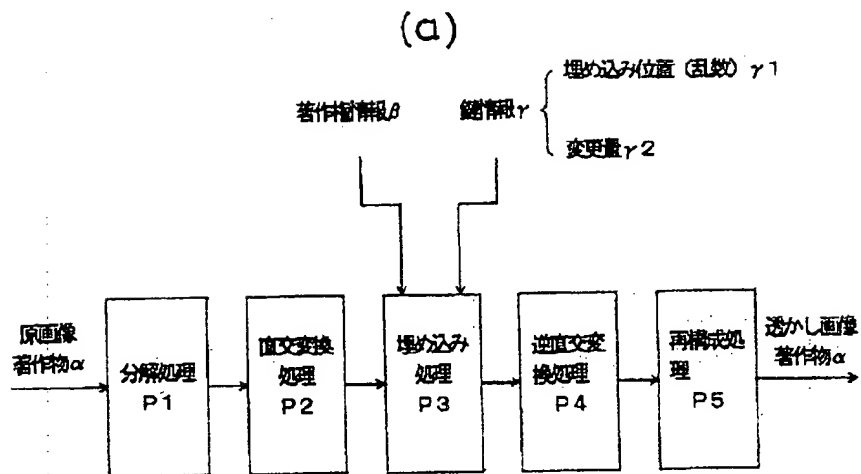 (a)
埋め込み位置（乱数）γ1
著作権情報β
鍵情報γ
変更量γ2
原画像
著作物α
分解処理
P1
直交変換
処理
P2
埋め込み
処理
P3
逆直交変
換処理
P4
再構成処
理
P5
透かし画像
著作物α